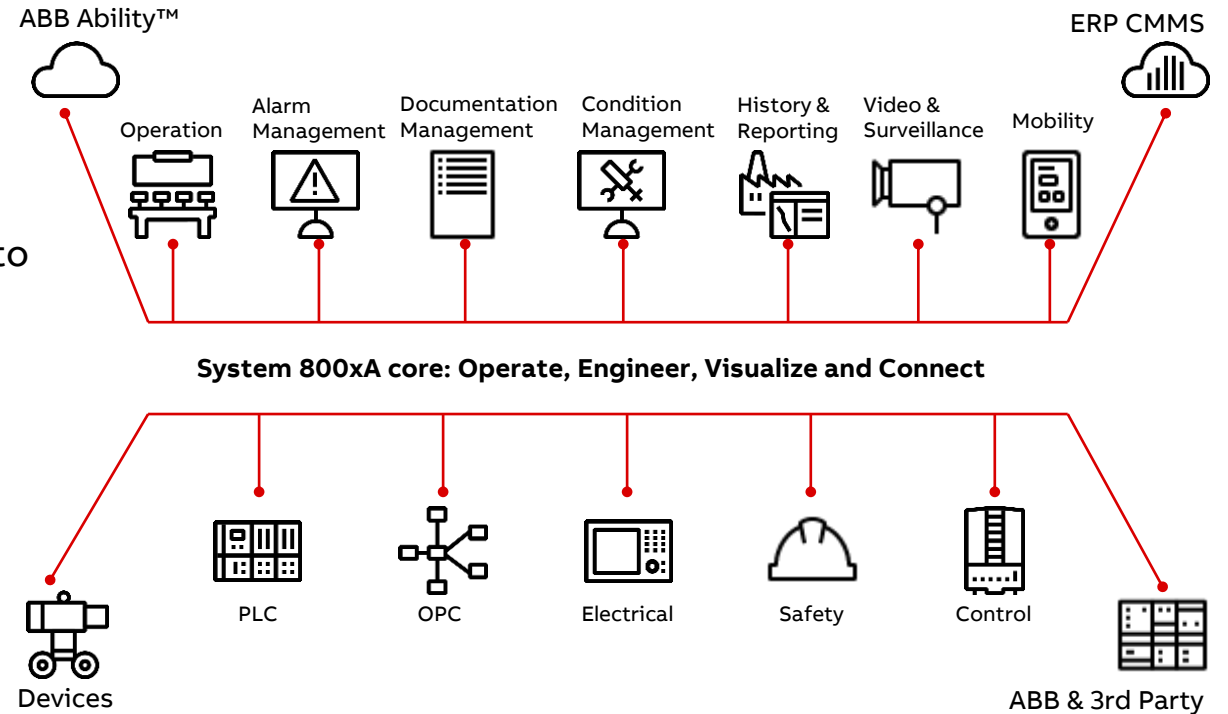 ABB Ability™
ERP CMMS
Operation
Alarm
Management
Documentation
Management
Condition
Management
History &
Reporting
Video &
Surveillance
Mobility
System 800xA core: Operate, Engineer, Visualize and Connect
PLC
OPC
Electrical
Safety
Control
Devices
ABB & 3rd Party